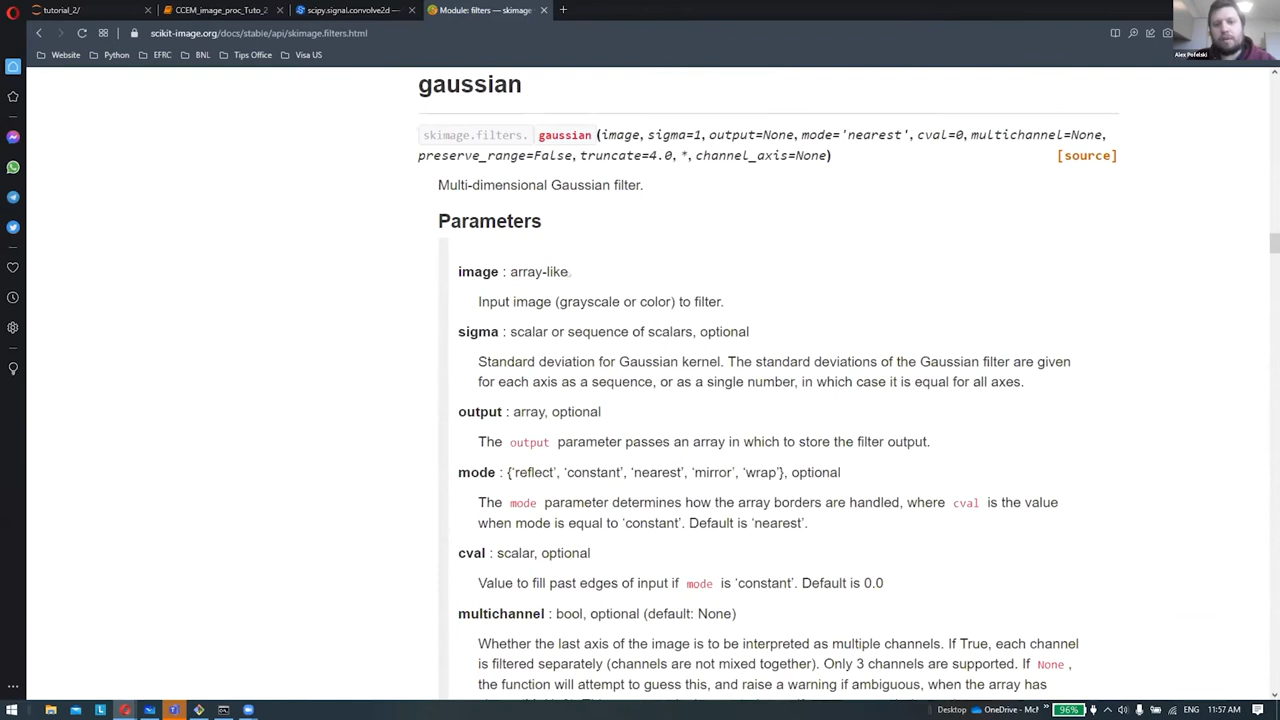 tutorial_2/
CCEM_image_proc_Tuto_2
scipy.signal.convolve2d —
Module: filters — skimage
scikit-image.org/docs/stable/api/skimage.filters.html
Alex Pofelski
Website
Python
EFRC
BNL
Tips Office
Visa US
gaussian
skimage.filters. gaussian (image, sigma=1, output=None, mode='nearest', cval=0, multichannel=None,
preserve_range=False, truncate=4.0, *, channel_axis=None)
[source]
Multi-dimensional Gaussian filter.
Parameters
image : array-like
Input image (grayscale or color) to filter.
sigma : scalar or sequence of scalars, optional
Standard deviation for Gaussian kernel. The standard deviations of the Gaussian filter are given
for each axis as a sequence, or as a single number, in which case it is equal for all axes.
output : array, optional
The output parameter passes an array in which to store the filter output.
mode : {‘reflect’, ‘constant’, ‘nearest’, ‘mirror’, ‘wrap’}, optional
The mode parameter determines how the array borders are handled, where cval is the value
when mode is equal to ‘constant’. Default is ‘nearest’.
cval : scalar, optional
Value to fill past edges of input if mode is ‘constant’. Default is 0.0
multichannel : bool, optional (default: None)
Whether the last axis of the image is to be interpreted as multiple channels. If True, each channel
is filtered separately (channels are not mixed together). Only 3 channels are supported. If None ,
the function will attempt to guess this, and raise a warning if ambiguous, when the array has
Desktop
OneDrive - McM
96%
ENG
11:57 AM